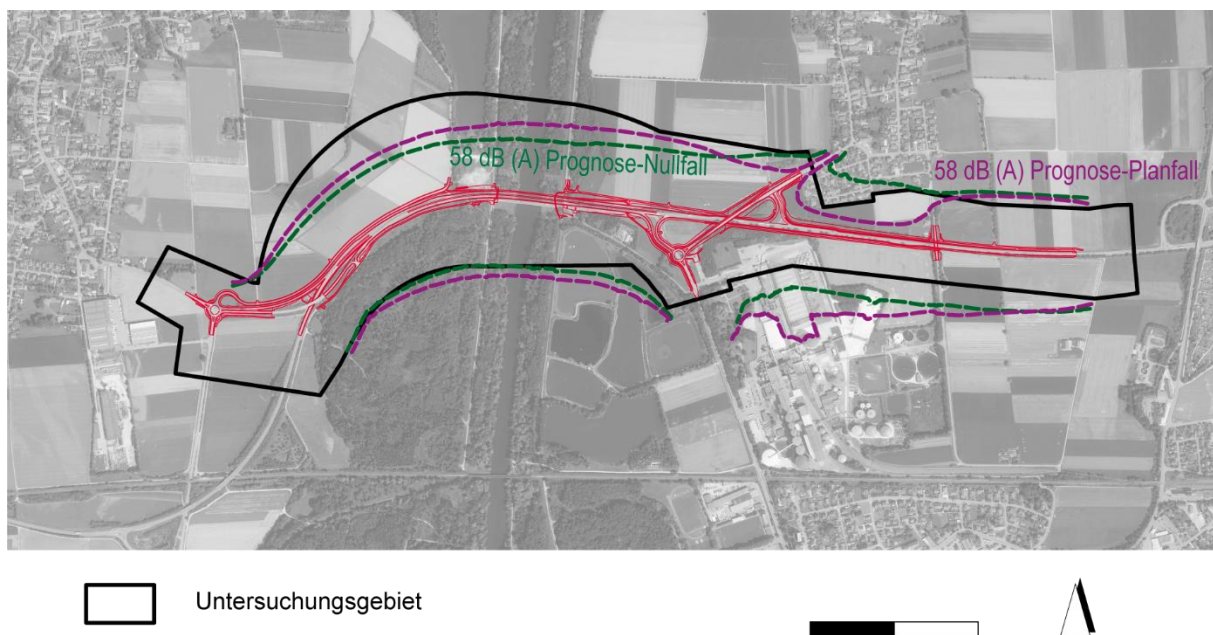 58 dB (A) Prognose-Nullfall
58 dB (A) Prognose-Planfall
Untersuchungsgebiet